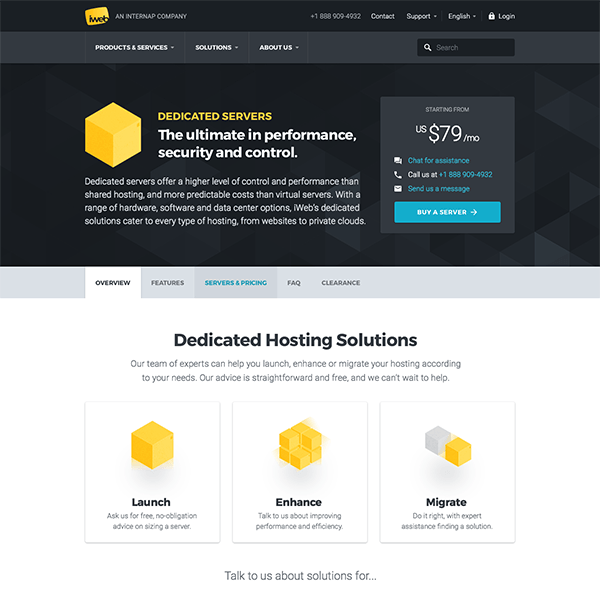 iWeb AN INTERNAP COMPANY +1 888 909-4932 Contact Support English Login
PRODUCTS & SERVICES SOLUTIONS ABOUT US Search
DEDICATED SERVERS
The ultimate in performance,
security and control.
Dedicated servers offer a higher level of control and performance than
shared hosting, and more predictable costs than virtual servers. With a
range of hardware, software and data center options, iWeb's dedicated
solutions cater to every type of hosting, from websites to private clouds.
STARTING FROM
US $79 /mo
Chat for assistance
Call us at +1 888 909-4932
Send us a message
BUY A SERVER
OVERVIEW FEATURES SERVERS & PRICING FAQ CLEARANCE
Dedicated Hosting Solutions
Our team of experts can help you launch, enhance or migrate your hosting according
to your needs. Our advice is straightforward and free, and we can't wait to help.
Launch
Ask us for free, no-obligation
advice on sizing a server.
Enhance
Talk to us about improving
performance and efficiency.
Migrate
Do it right, with expert
assistance finding a solution.
Talk to us about solutions for...